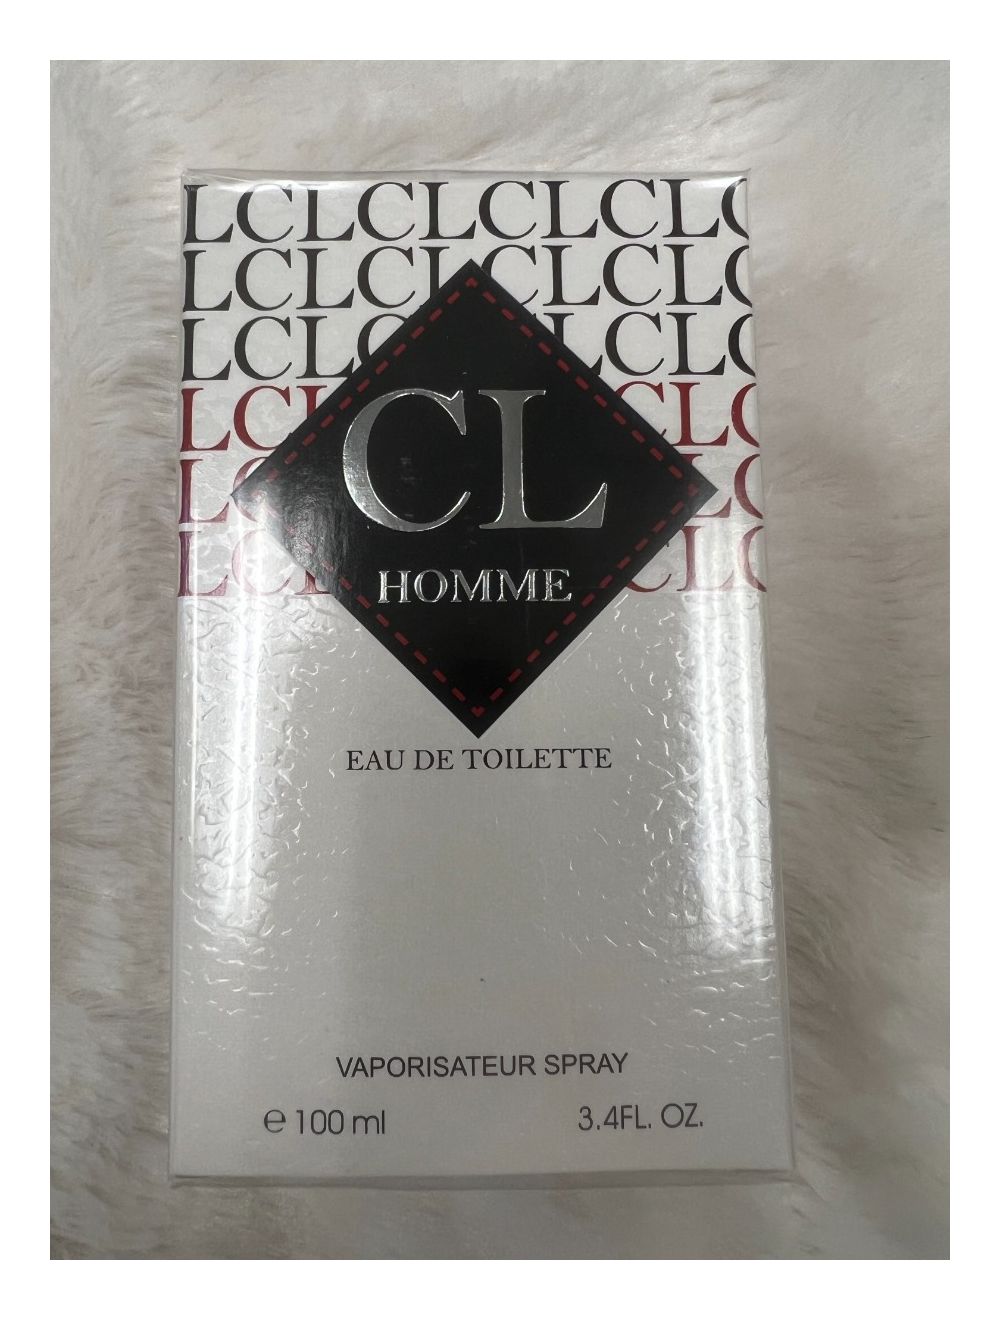 LCLCLCLCLC
LCLCLCLCLC
LCLC LCLC
LCL CLC
LC LC
LCL CLC
CL
HOMME
EAU DE TOILETTE
VAPORISATEUR SPRAY
℮ 100 ml 3.4FL. OZ.